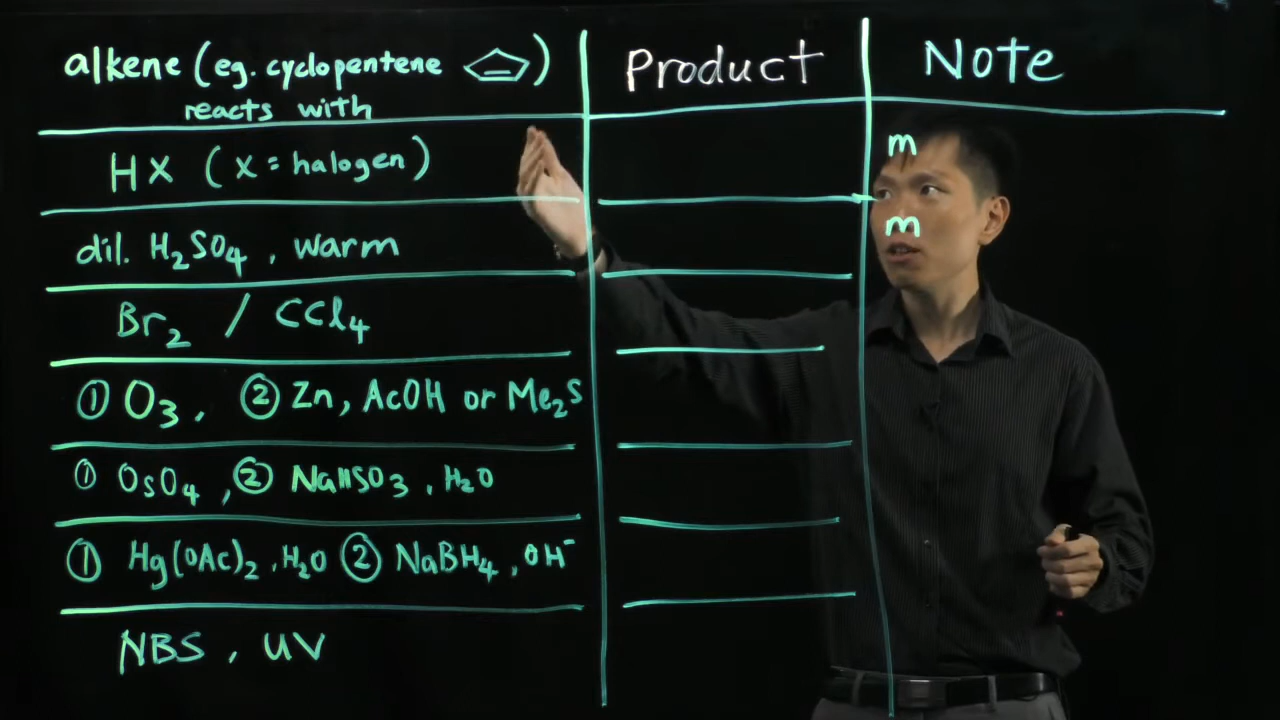 alkene (eg. cyclopentene )
reacts with
Product
Note
HX (X = halogen)
m
dil. H₂SO₄, warm
m
Br₂ / CCl₄
① O₃, ② Zn, AcOH or Me₂S
① OsO₄, ② NaHSO₃, H₂O
① Hg(OAc)₂, H₂O ② NaBH₄, OH⁻
NBS, UV